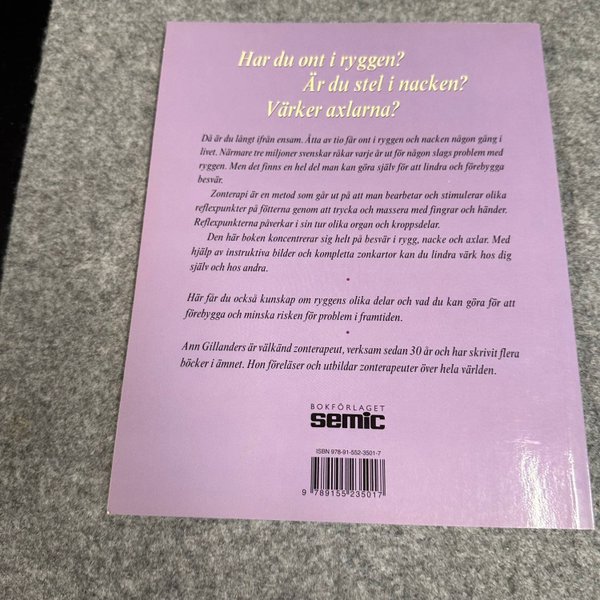 Har du ont i ryggen?
Är du stel i nacken?
Värker axlarna?
Då är du långt ifrån ensam. Åtta av tio får ont i ryggen och nacken någon gång i
livet. Närmare tre miljoner svenskar råkar varje år ut för någon slags problem med
ryggen. Men det finns en hel del man kan göra själv för att lindra och förebygga
besvär.
Zonterapi är en metod som går ut på att man bearbetar och stimulerar olika
reflexpunkter på fötterna genom att trycka och massera med fingrar och händer.
Reflexpunkterna påverkar i sin tur olika organ och kroppsdelar.
Den här boken koncentrerar sig helt på besvär i rygg, nacke och axlar. Med
hjälp av instruktiva bilder och kompletta zonkartor kan du lindra värk hos dig
själv och hos andra.
Här får du också kunskap om ryggens olika delar och vad du kan göra för att
förebygga och minska risken för problem i framtiden.
Ann Gillanders är välkänd zonterapeut, verksam sedan 30 år och har skrivit flera
böcker i ämnet. Hon föreläser och utbildar zonterapeuter över hela världen.
BOKFÖRLAGET
semic
ISBN 978-91-552-3501-7
9 789155 235017